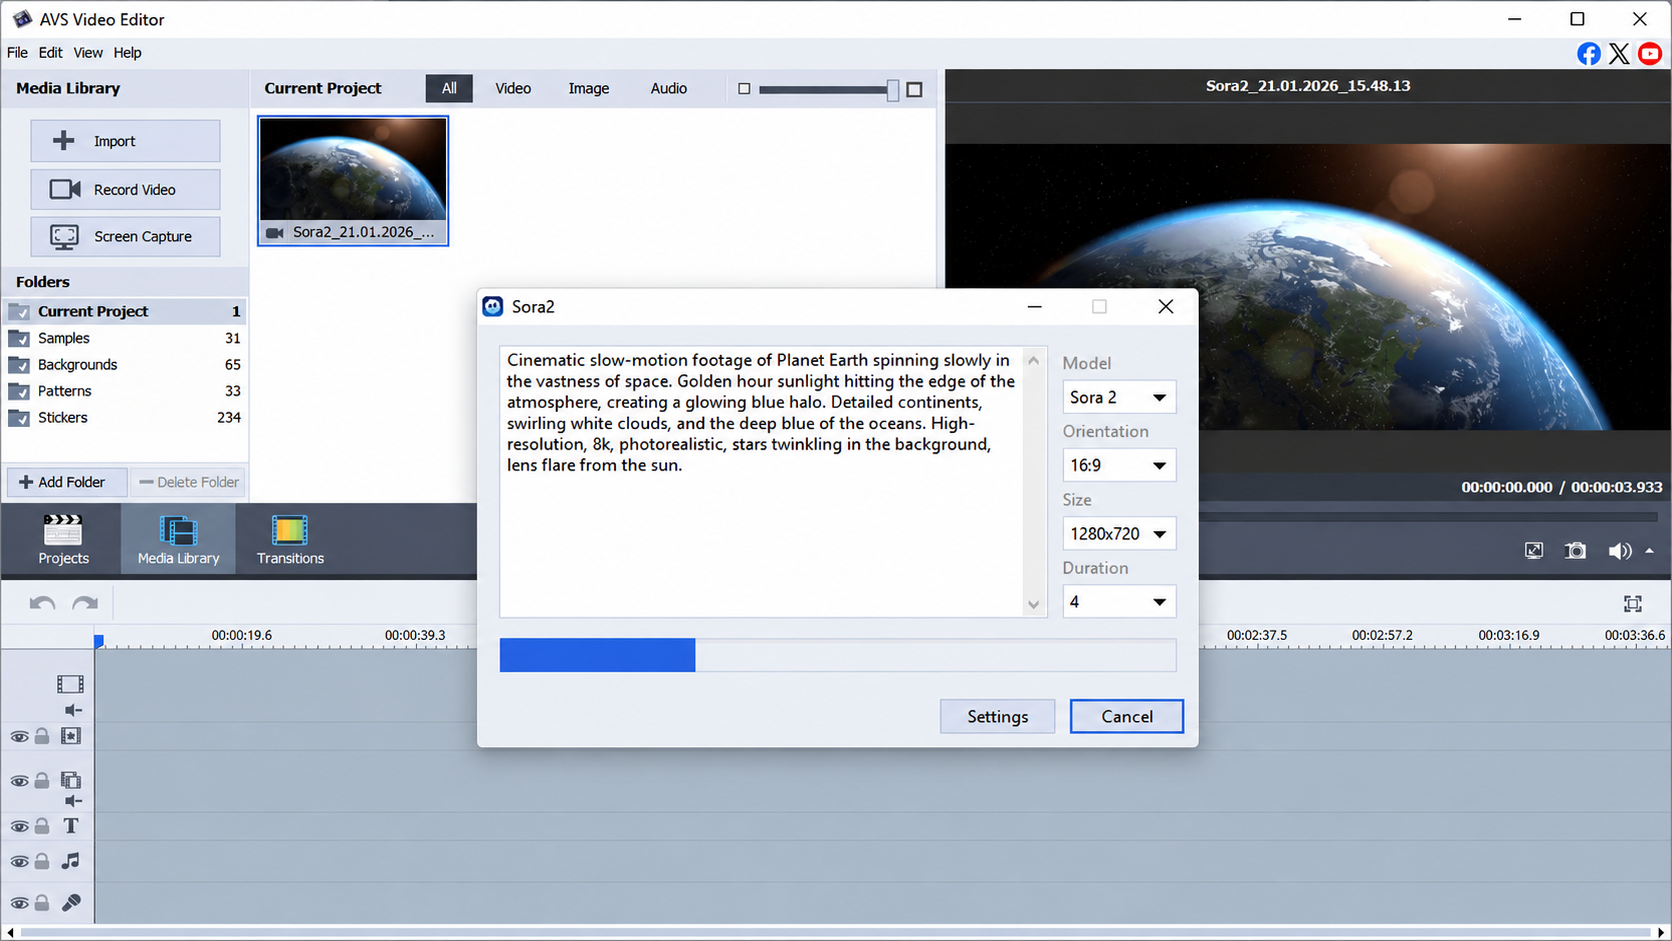 AVS Video Editor
File Edit View Help
Media Library
Import
Record Video
Screen Capture
Folders
Current Project 1
Samples 31
Backgrounds 65
Patterns 33
Stickers 234
Add Folder Delete Folder
Current Project All Video Image Audio
Sora2_21.01.2026_...
Sora2_21.01.2026_15.48.13
00:00:00.000 / 00:00:03.933
Projects Media Library Transitions
Sora2
Cinematic slow-motion footage of Planet Earth spinning slowly in
the vastness of space. Golden hour sunlight hitting the edge of the
atmosphere, creating a glowing blue halo. Detailed continents,
swirling white clouds, and the deep blue of the oceans. High-
resolution, 8k, photorealistic, stars twinkling in the background,
lens flare from the sun.
Model
Sora 2
Orientation
16:9
Size
1280x720
Duration
4
Settings Cancel
00:00:19.6 00:00:39.3 00:02:37.5 00:02:57.2 00:03:16.9 00:03:36.6
T